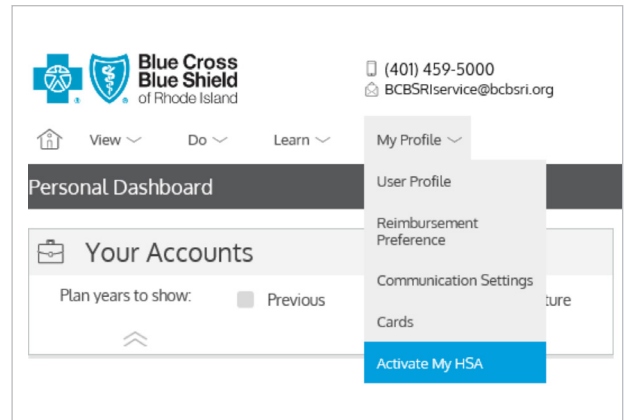 Blue Cross
Blue Shield
of Rhode Island
(401) 459-5000
BCBSRIservice@bcbsri.org
View Do Learn My Profile
Personal Dashboard
User Profile
Reimbursement
Preference
Your Accounts
Communication Settings
Plan years to show: Previous ture
Cards
Activate My HSA